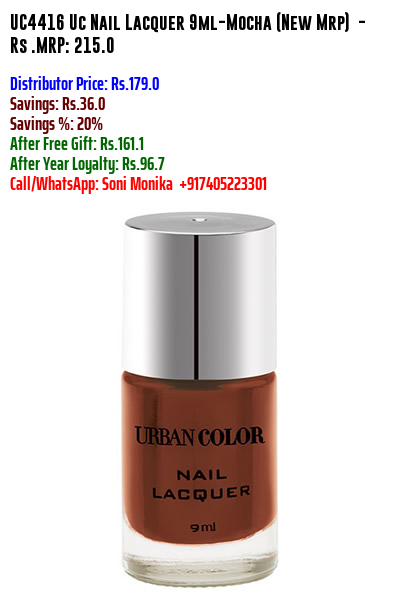 UC4416 Uc Nail Lacquer 9ml-Mocha (New Mrp) -
Rs .MRP: 215.0
Distributor Price: Rs.179.0
Savings: Rs.36.0
Savings %: 20%
After Free Gift: Rs.161.1
After Year Loyalty: Rs.96.7
Call/WhatsApp: Soni Monika +917405223301
URBAN COLOR
NAIL
LACQUER
9ml